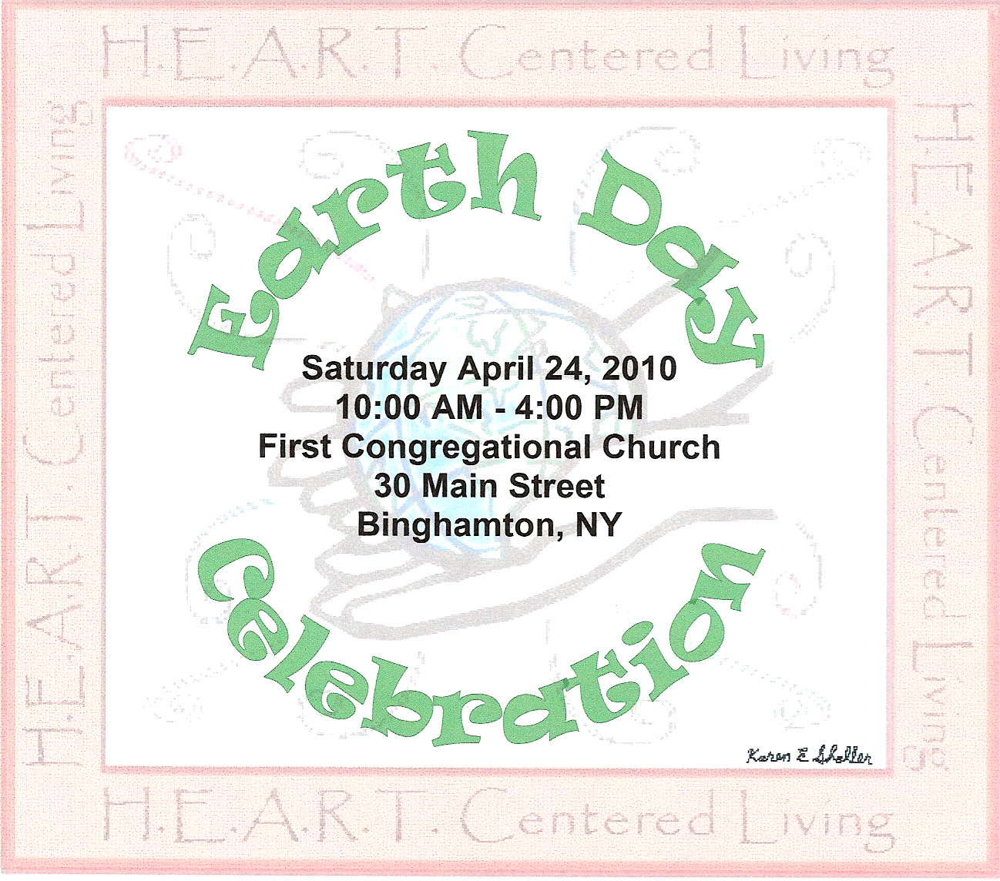 H.E.A.R.T. Centered Living
H.E.A.R.T. Centered Living
H.E.A.R.T. Centered Living
Earth Day
Saturday April 24, 2010
10:00 AM - 4:00 PM
First Congregational Church
30 Main Street
Binghamton, NY
Celebration
Karen E Shaller
H.E.A.R.T. Centered Living